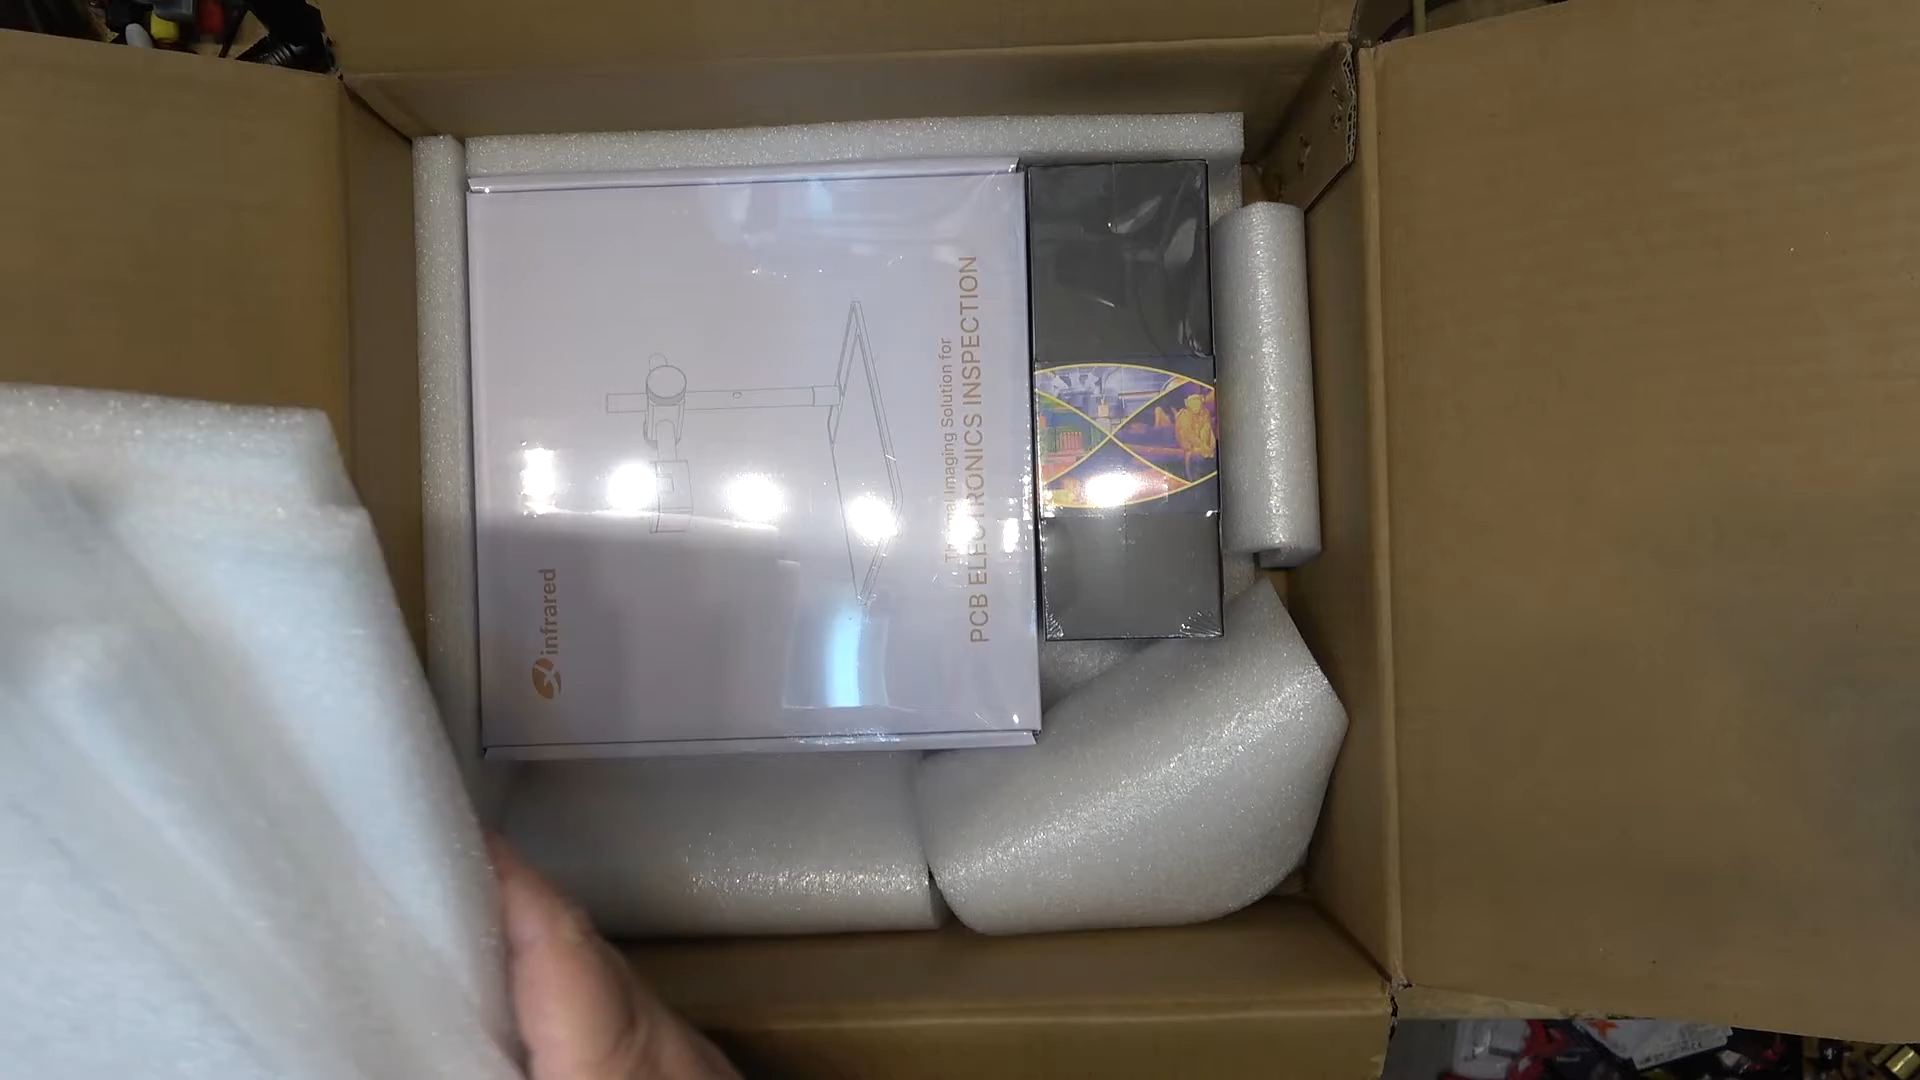 Thermal Imaging Solution for
PCB ELECTRONICS INSPECTION
infrared